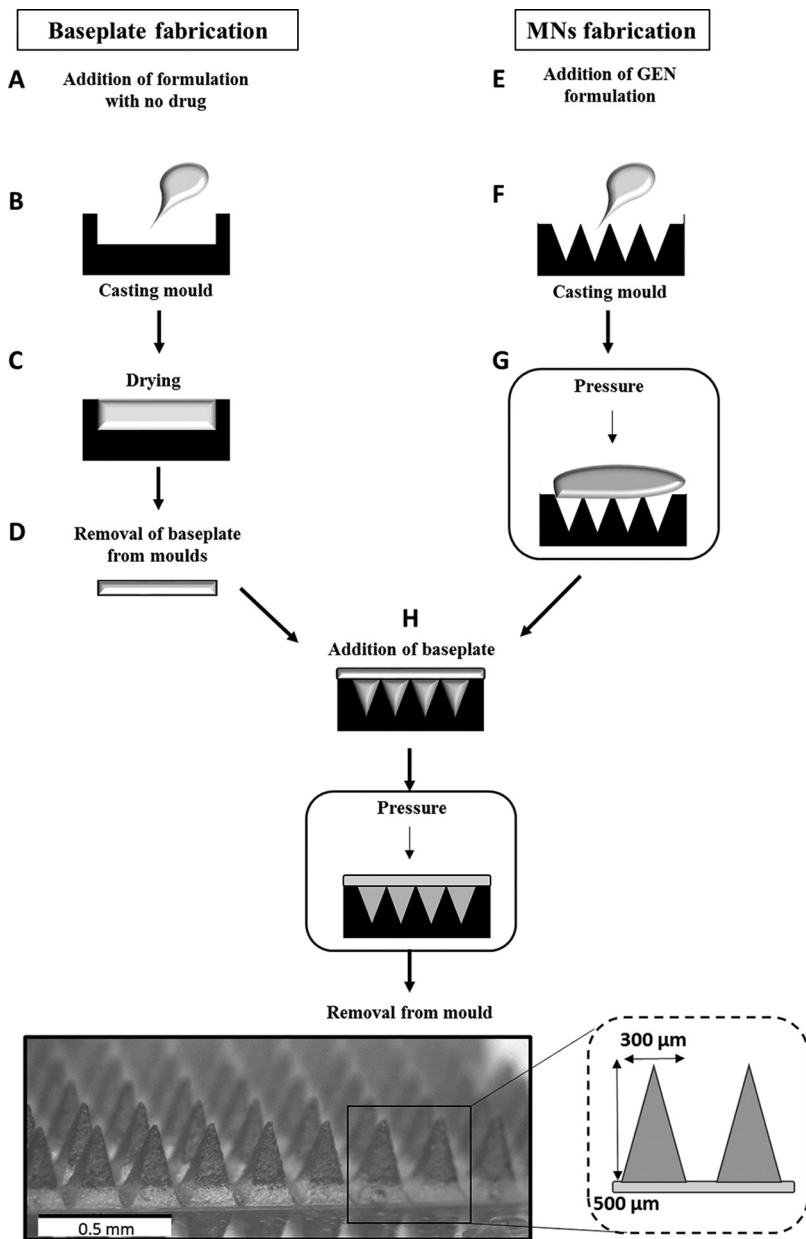 Baseplate fabrication
A
Addition of formulation
with no drug
B
Casting mould
C
Drying
D
Removal of baseplate
from moulds
MNs fabrication
E
Addition of GEN
formulation
F
Casting mould
G
Pressure
H
Addition of baseplate
Pressure
Removal from mould
0.5 mm
300 μm
500 μm